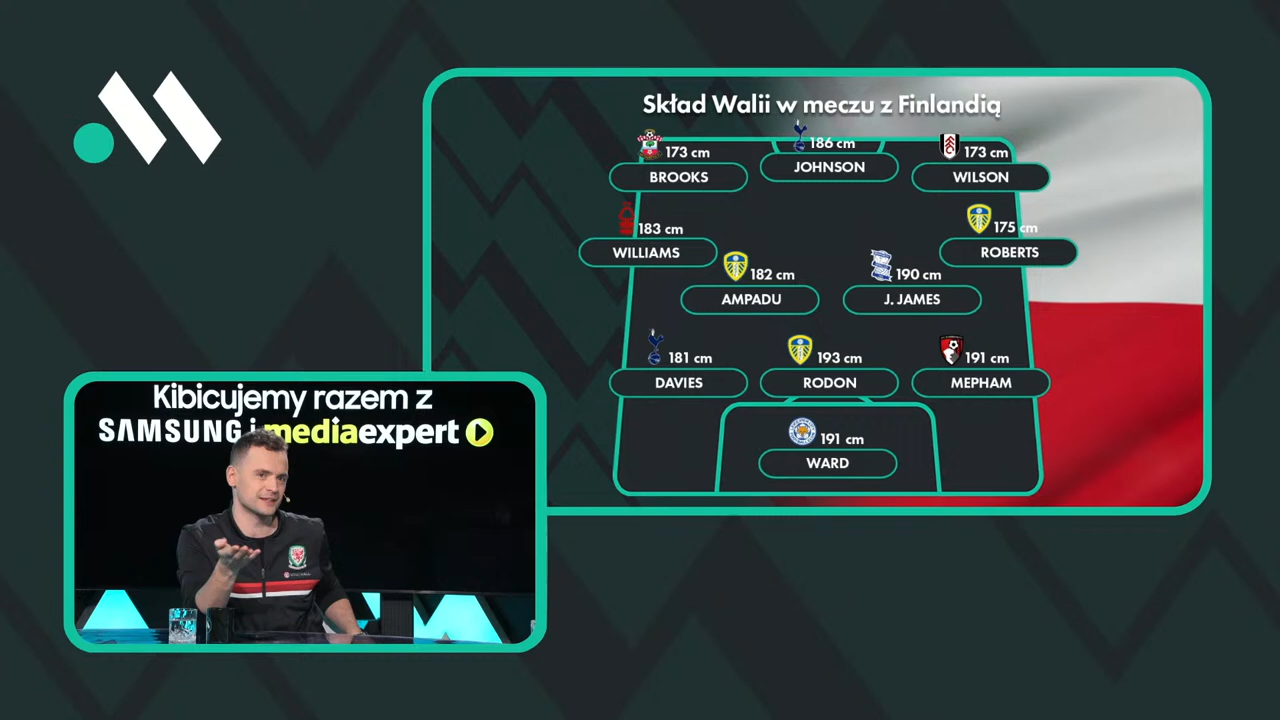 Skład Walii w meczu z Finlandią
173 cm
BROOKS
186 cm
JOHNSON
173 cm
WILSON
183 cm
WILLIAMS
175 cm
ROBERTS
182 cm
AMPADU
190 cm
J. JAMES
181 cm
DAVIES
193 cm
RODON
191 cm
MEPHAM
191 cm
WARD
Kibicujemy razem z
SAMSUNG i mediaexpert